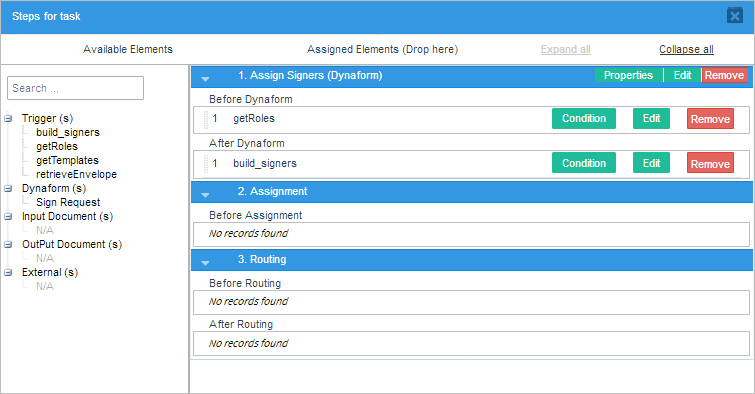 Steps for task
Available Elements
Assigned Elements (Drop here)
Expand all
Collapse all
Search ...
Trigger (s)
build_signers
getRoles
getTemplates
retrieveEnvelope
Dynaform (s)
Sign Request
Input Document (s)
N/A
OutPut Document (s)
N/A
External (s)
N/A
1. Assign Signers (Dynaform) Properties Edit Remove
Before Dynaform
1 getRoles Condition Edit Remove
After Dynaform
1 build_signers Condition Edit Remove
2. Assignment
Before Assignment
No records found
3. Routing
Before Routing
No records found
After Routing
No records found